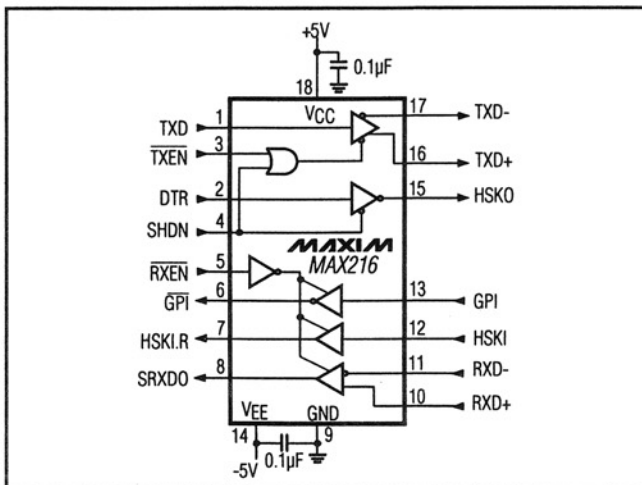 +5V
0.1µF
18
VCC
TXD 1
17 TXD-
TXEN 3
16 TXD+
DTR 2
15 HSKO
SHDN 4
MAXIM
MAX216
RXEN 5
GPI 6
13 GPI
HSKI.R 7
12 HSKI
SRXDO 8
11 RXD-
10 RXD+
VEE GND
14 9
0.1µF
-5V